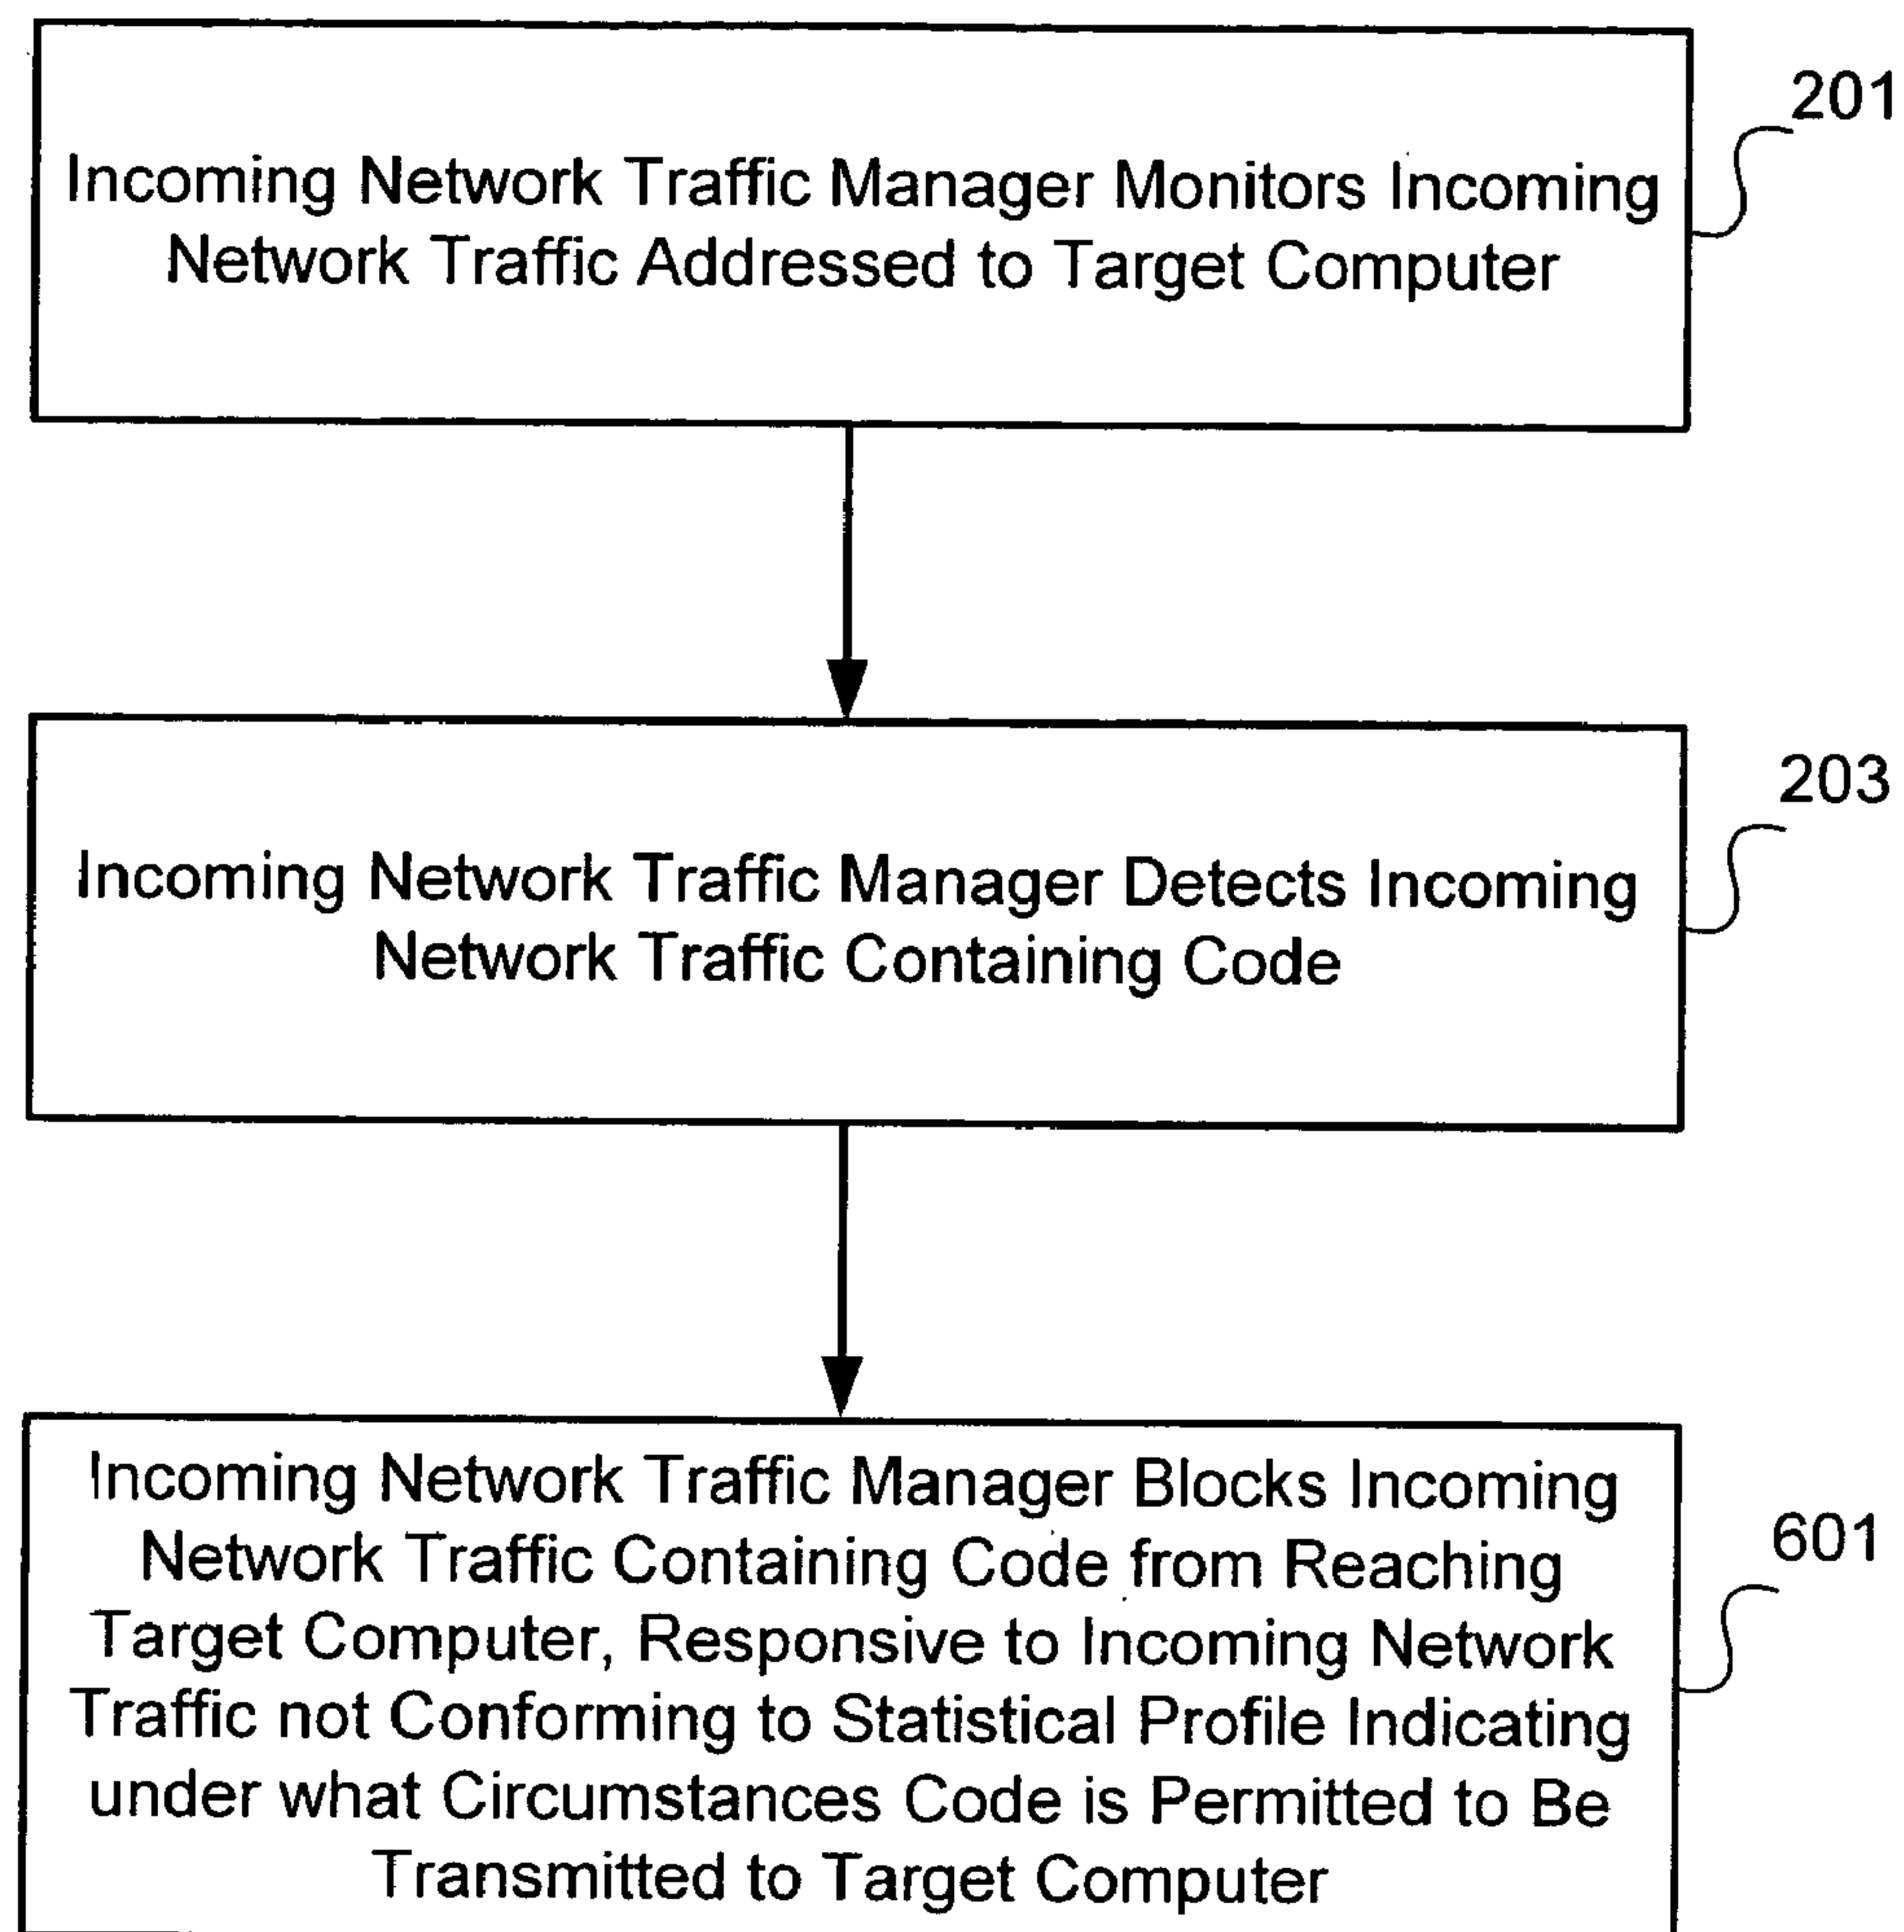 201
Incoming Network Traffic Manager Monitors Incoming
Network Traffic Addressed to Target Computer
203
Incoming Network Traffic Manager Detects Incoming
Network Traffic Containing Code
601
Incoming Network Traffic Manager Blocks Incoming
Network Traffic Containing Code from Reaching
Target Computer, Responsive to Incoming Network
Traffic not Conforming to Statistical Profile Indicating
under what Circumstances Code is Permitted to Be
Transmitted to Target Computer